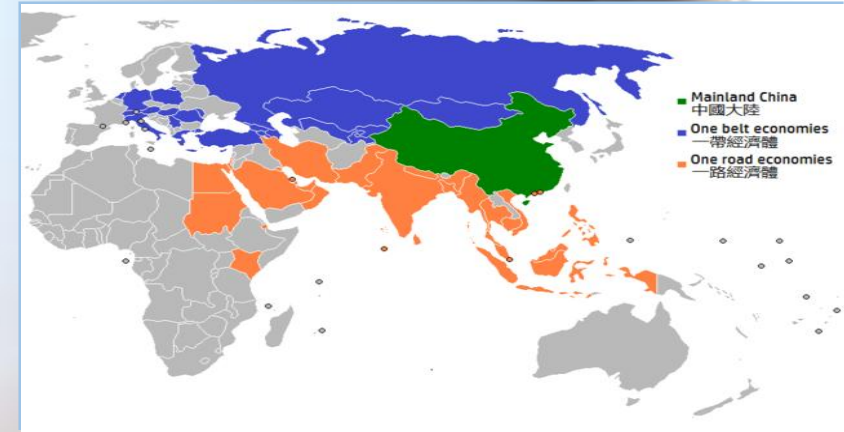 Mainland China
中國大陸
One belt economies
一帶經濟體
One road economies
一路經濟體